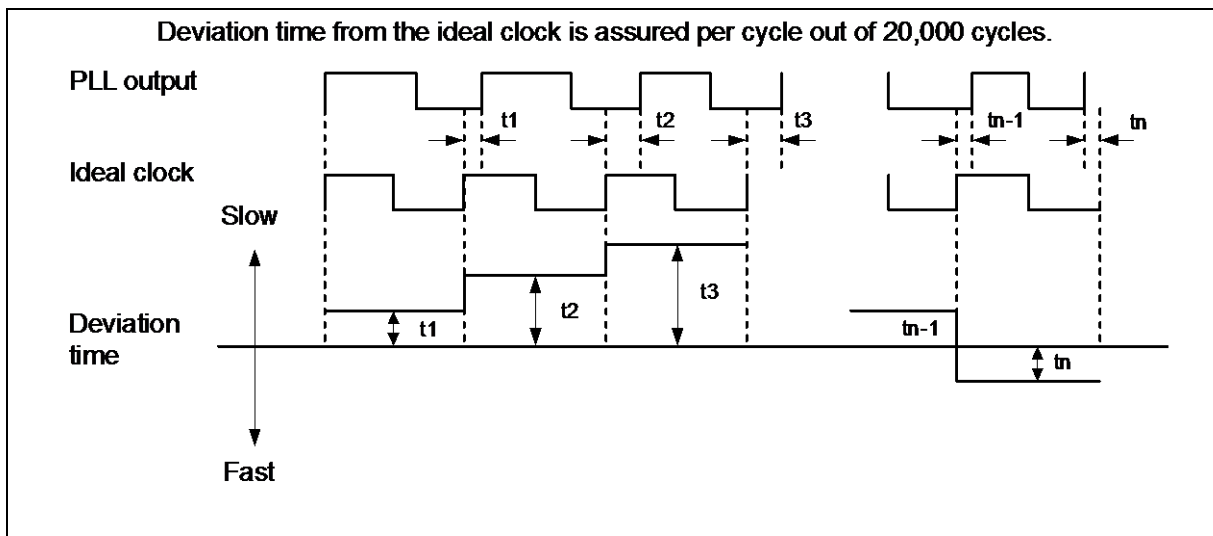 Deviation time from the ideal clock is assured per cycle out of 20,000 cycles.
PLL output
t1
t2
t3
tn-1
tn
Ideal clock
Slow
Deviation
time
t1
t2
t3
tn-1
tn
Fast